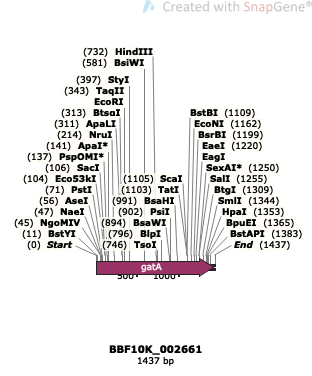 Created with SnapGene®
(732) HindIII
(581) BsiWI
(397) StyI
(343) TaqII
EcoRI
(313) BtsαI
(311) ApaLI
(214) NruI
(141) ApaI*
(137) PspOMI*
(106) SacI
(104) Eco53kI
(71) PstI
(56) AseI
(47) NaeI
(45) NgoMIV
(11) BstYI
(0) Start
(1105) ScaI
(1103) TatI
(991) BsaHI
(902) PsiI
(894) BsaWI
(796) BlpI
(746) TsoI
BstBI (1109)
EcoNI (1162)
BsrBI (1199)
EaeI (1220)
EagI
SexAI* (1250)
SalI (1255)
BtgI (1309)
SmlI (1344)
HpaI (1353)
BpuEI (1365)
BstAPI (1383)
End (1437)
gatA
500 1000
BBF10K_002661
1437 bp